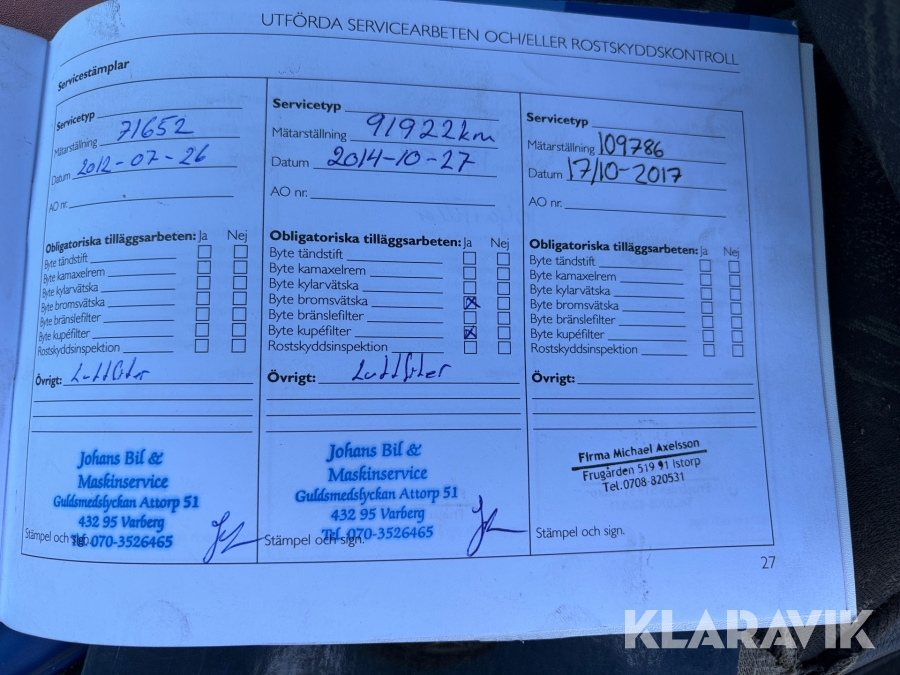 UTFÖRDA SERVICEARBETEN OCH/ELLER ROSTSKYDDSKONTROLL
Servicestämplar
Servicetyp
Mätarställning 71652
Datum 2012-07-26
AO nr.
Obligatoriska tilläggsarbeten: Ja Nej
Byte tändstift
Byte kamaxelrem
Byte kylarvätska
Byte bromsvätska
Byte bränslefilter
Byte kupéfilter
Rostskyddsinspektion
Övrigt: Luftfilter
Johans Bil &
Maskinservice
Guldsmedslyckan Attorp 51
432 95 Varberg
Tel. 070-3526465
Stämpel och sign.
Servicetyp
Mätarställning 91922km
Datum 2014-10-27
AO nr.
Obligatoriska tilläggsarbeten: Ja Nej
Byte tändstift
Byte kamaxelrem
Byte kylarvätska
Byte bromsvätska
Byte bränslefilter
Byte kupéfilter
Rostskyddsinspektion
Övrigt: Luftfilter
Johans Bil &
Maskinservice
Guldsmedslyckan Attorp 51
432 95 Varberg
Tel. 070-3526465
Stämpel och sign.
Servicetyp
Mätarställning 109786
Datum 17/10-2017
AO nr.
Obligatoriska tilläggsarbeten: Ja Nej
Byte tändstift
Byte kamaxelrem
Byte kylarvätska
Byte bromsvätska
Byte bränslefilter
Byte kupéfilter
Rostskyddsinspektion
Övrigt:
Firma Michael Axelsson
Frugården 519 91 Istorp
Tel.0708-820531
Stämpel och sign.
27
KLARAVIK